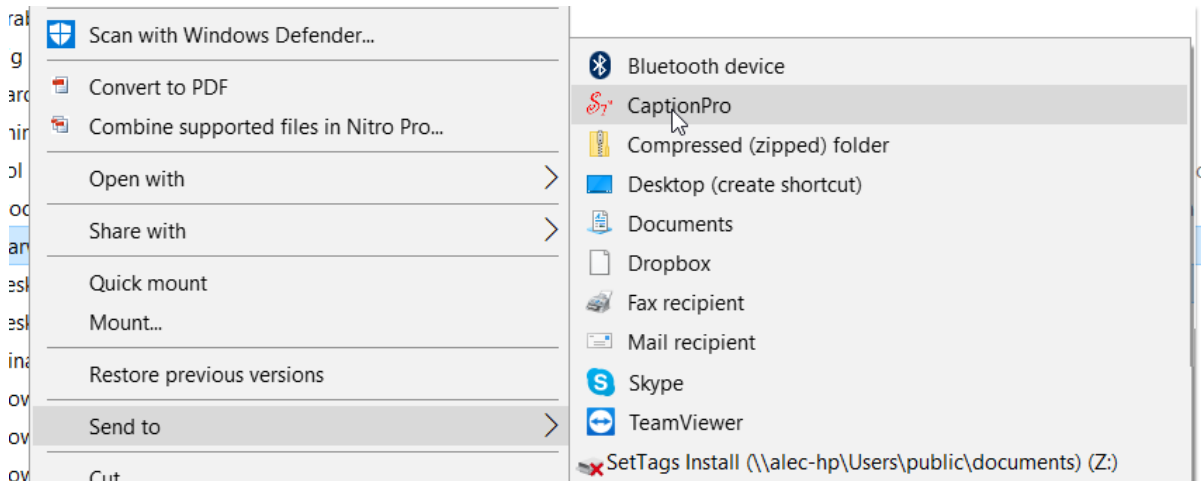 Scan with Windows Defender...
Convert to PDF
Combine supported files in Nitro Pro...
Open with
Share with
Quick mount
Mount...
Restore previous versions
Send to
Cut
Bluetooth device
CaptionPro
Compressed (zipped) folder
Desktop (create shortcut)
Documents
Dropbox
Fax recipient
Mail recipient
Skype
TeamViewer
SetTags Install (\\alec-hp\Users\public\documents) (Z:)